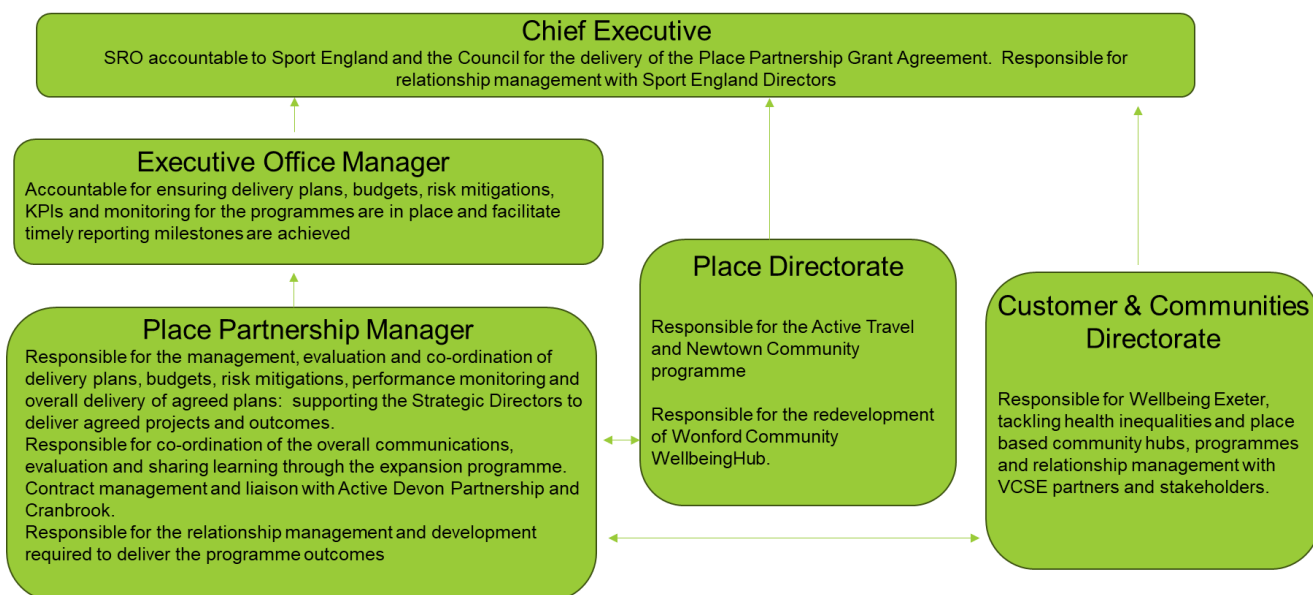 Chief Executive
SRO accountable to Sport England and the Council for the delivery of the Place Partnership Grant Agreement.  Responsible for
relationship management with Sport England Directors
Executive Office Manager
Accountable for ensuring delivery plans, budgets, risk mitigations,
KPIs and monitoring for the programmes are in place and facilitate
timely reporting milestones are achieved
Place Partnership Manager
Responsible for the management, evaluation and co-ordination of
delivery plans, budgets, risk mitigations, performance monitoring and
overall delivery of agreed plans:  supporting the Strategic Directors to
deliver agreed projects and outcomes.
Responsible for co-ordination of the overall communications,
evaluation and sharing learning through the expansion programme.
Contract management and liaison with Active Devon Partnership and
Cranbrook.
Responsible for the relationship management and development
required to deliver the programme outcomes
Place Directorate
Responsible for the Active Travel
and Newtown Community
programme
Responsible for the redevelopment
of Wonford Community
WellbeingHub.
Customer & Communities
Directorate
Responsible for Wellbeing Exeter,
tackling health inequalities and place
based community hubs, programmes
and relationship management with
VCSE partners and stakeholders.